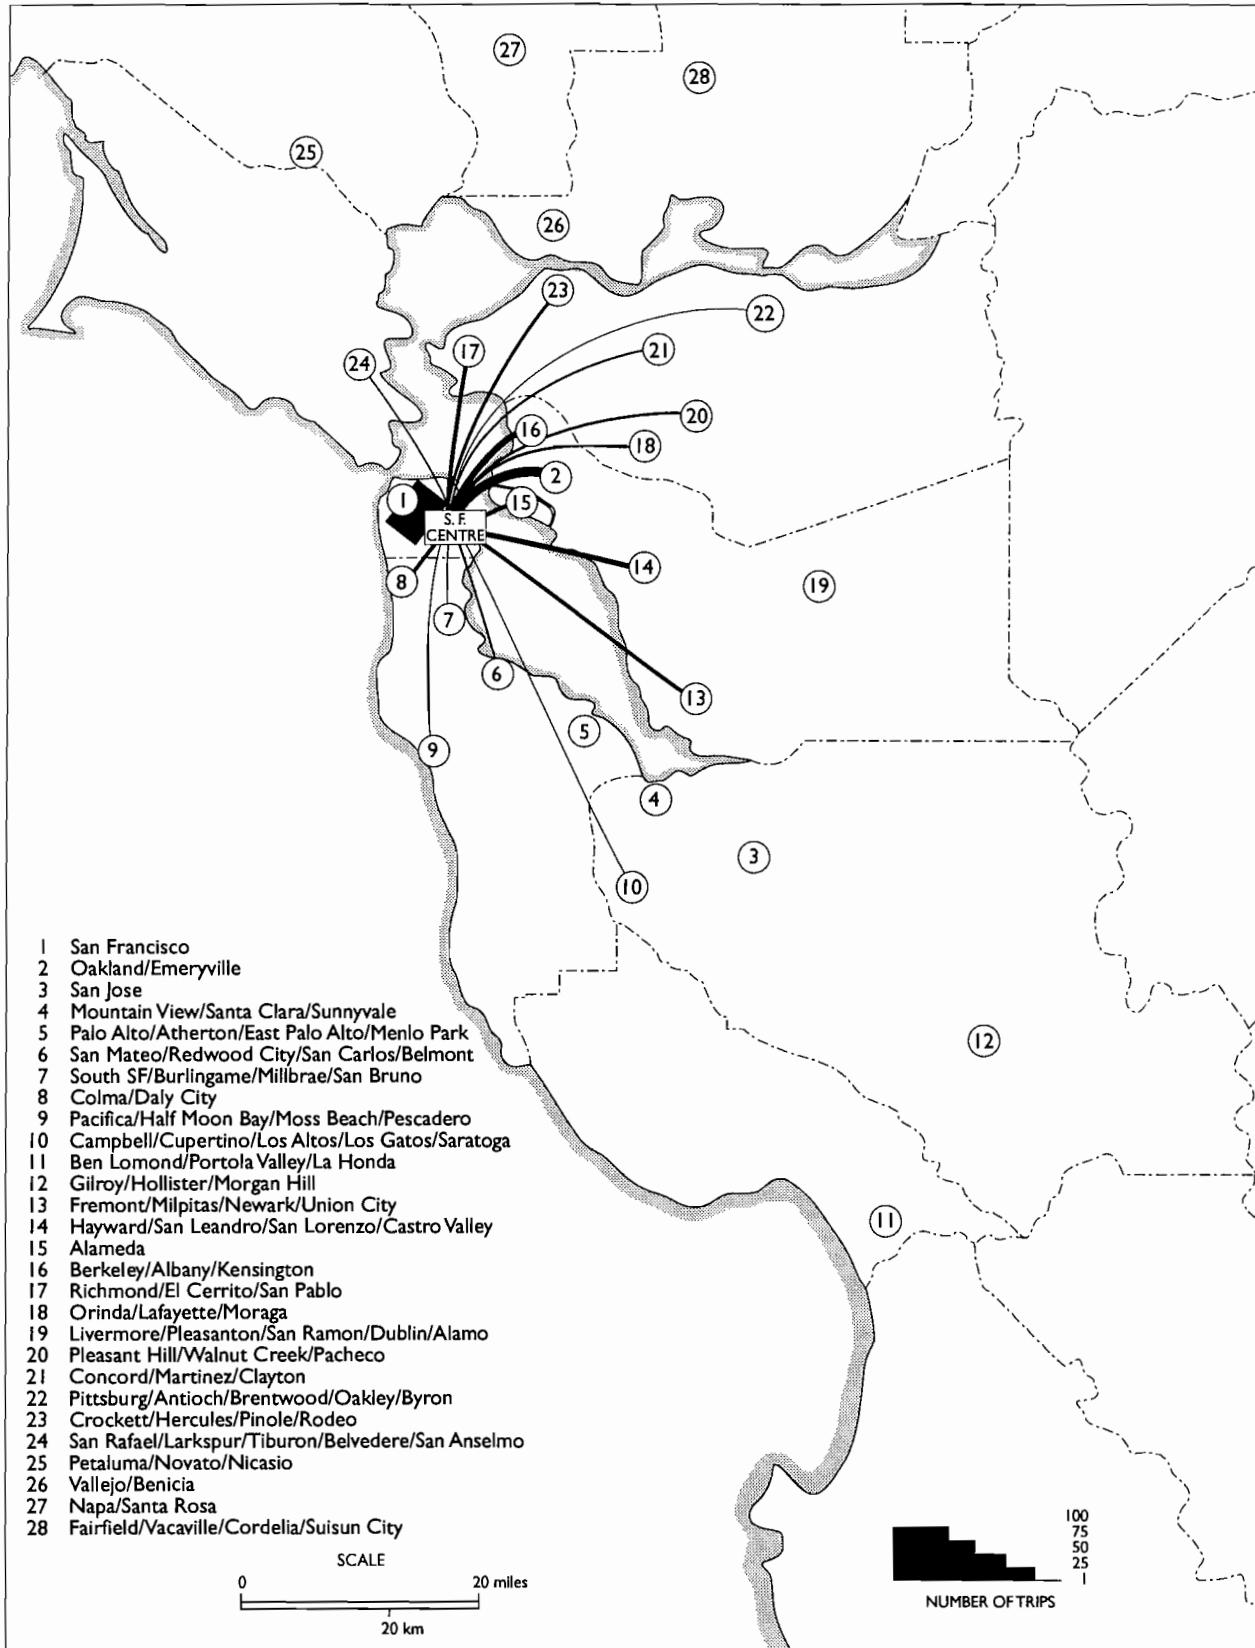 27
28
25
26
23
22
17
21
24
20
16
18
2
1
15
S. F.
CENTRE
14
8
19
7
6
13
5
9
4
3
10
1 San Francisco
2 Oakland/Emeryville
3 San Jose
4 Mountain View/Santa Clara/Sunnyvale
5 Palo Alto/Atherton/East Palo Alto/Menlo Park
6 San Mateo/Redwood City/San Carlos/Belmont
7 South SF/Burlingame/Millbrae/San Bruno
8 Colma/Daly City
9 Pacifica/Half Moon Bay/Moss Beach/Pescadero
10 Campbell/Cupertino/Los Altos/Los Gatos/Saratoga
11 Ben Lomond/Portola Valley/La Honda
12 Gilroy/Hollister/Morgan Hill
13 Fremont/Milpitas/Newark/Union City
14 Hayward/San Leandro/San Lorenzo/Castro Valley
15 Alameda
16 Berkeley/Albany/Kensington
17 Richmond/El Cerrito/San Pablo
18 Orinda/Lafayette/Moraga
19 Livermore/Pleasanton/San Ramon/Dublin/Alamo
20 Pleasant Hill/Walnut Creek/Pacheco
21 Concord/Martinez/Clayton
22 Pittsburg/Antioch/Brentwood/Oakley/Byron
23 Crockett/Hercules/Pinole/Rodeo
24 San Rafael/Larkspur/Tiburon/Belvedere/San Anselmo
25 Petaluma/Novato/Nicasio
26 Vallejo/Benicia
27 Napa/Santa Rosa
28 Fairfield/Vacaville/Cordelia/Suisun City
12
11
SCALE
0 20 miles
20 km
100
75
50
25
1
NUMBER OF TRIPS